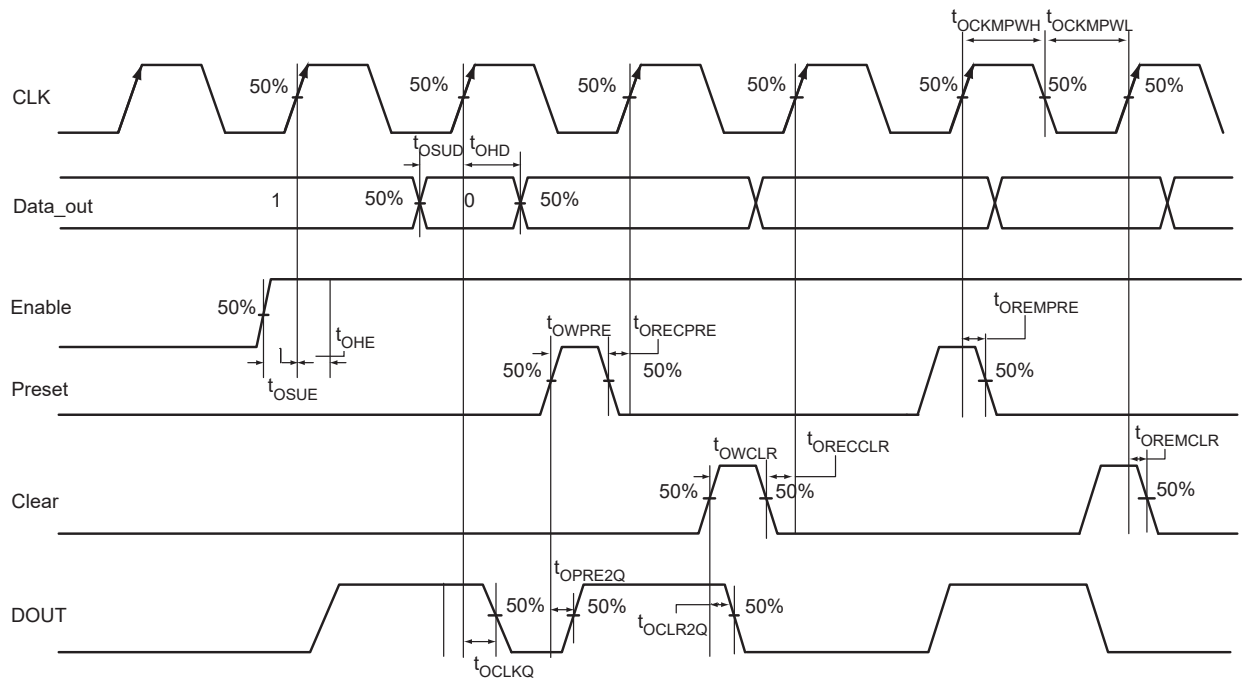 tOCKMPWH tOCKMPWL
CLK 50% 50% 50% 50% 50% 50% 50%
tOSUD tOHD
Data_out 1 50% 0 50%
Enable 50%
tOHE
tOSUE
tOWPRE tORECPRE tOREMPRE
Preset 50% 50% 50%
tOWCLR tORECCLR tOREMCLR
Clear 50% 50% 50%
tOPRE2Q
DOUT 50% 50% 50%
tOCLR2Q
tOCLKQ